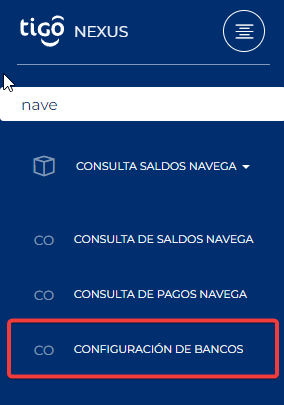 tigo NEXUS
nave
CONSULTA SALDOS NAVEGA
CO CONSULTA DE SALDOS NAVEGA
CO CONSULTA DE PAGOS NAVEGA
CO CONFIGURACIÓN DE BANCOS